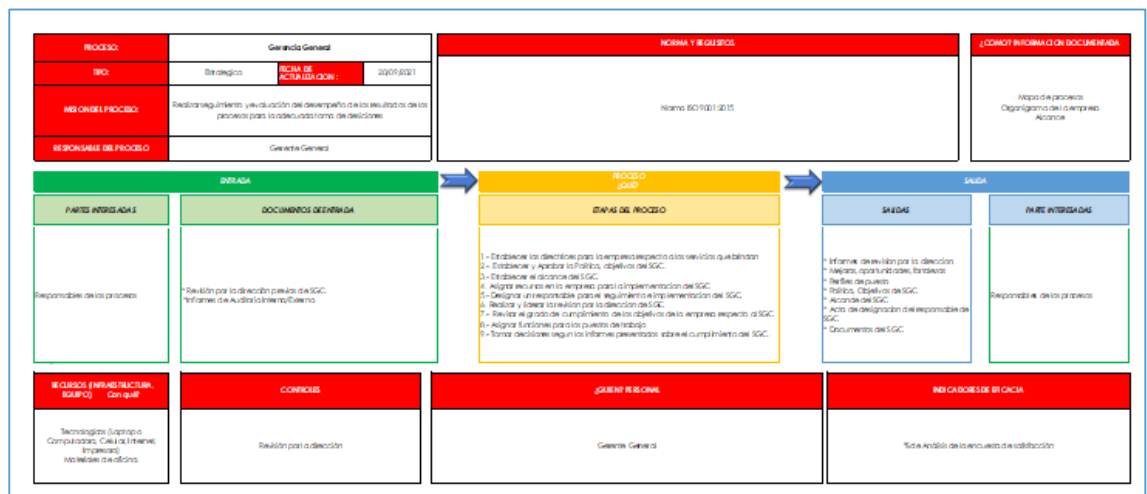 PROCESO:
Gerencia General
TIPO:
Estrategico
FECHA DE
ACTUALIZACION :
20/09/2021
MISION DEL PROCESO:
Realizar seguimiento y evaluación del desempeño de los resultados de los
procesos para la adecuada toma de desiciones
RESPONSABLE DEL PROCESO
Gerente General
NORMA Y REQUISITOS
Norma ISO 9001:2015
¿COMO? INFORMACION DOCUMENTADA
Mapa de procesos
Organigrama de la empresa
Alcance
ENTRADA
PROCESO
¿QUÉ?
SALIDA
PARTES INTERESADAS
DOCUMENTOS DE ENTRADA
ETAPAS DEL PROCESO
SALIDAS
PARTE INTERESADAS
Responsables de los procesos
* Revisión por la dirección previas de SGC.
*Informes de Auditoria Interna/Externa
1.- Establecer las directrices para la empresa respecto a los servicios que brindan
2.- Establecer y Aprobar la Política, objetivos del SGC.
3.- Establecer el alcance del SGC.
4. Asignar recursos en la empresa para la implementacion del SGC.
5.- Designar un responsable para el seguimiento e implementacion del SGC.
6. Realizar y liderar la revisión por la direccion de SGC.
7.- Revisar el grado de cumplimiento de los objetivos de la empresa respecto al SGC.
8.- Asignar funciones para los puestos de trabajo
9.- Tomar decisiones segun los informes presentados sobre el cumplimiento del SGC.
* Informes de revisión por la direccion
* Mejoras, oportunidades, fortalezas
* Perfiles de puesto
* Política, Objetivos de SGC
* Alcance del SGC
* Acta de designacion del responsable de
SGC
* Documentos del SGC
Responsables de los procesos
RECURSOS (INFRAESTRUCTURA,
EQUIPO) Con qué?
CONTROLES
¿QUIEN? PERSONAL
INDICADORES DE EFICACIA
Tecnologicas (Laptop o
Computadora, Celular, Internet,
Impresora)
Materiales de oficina.
Revisión por la dirección
Gerente General
% de Análisis de la encuesta de satisfacción